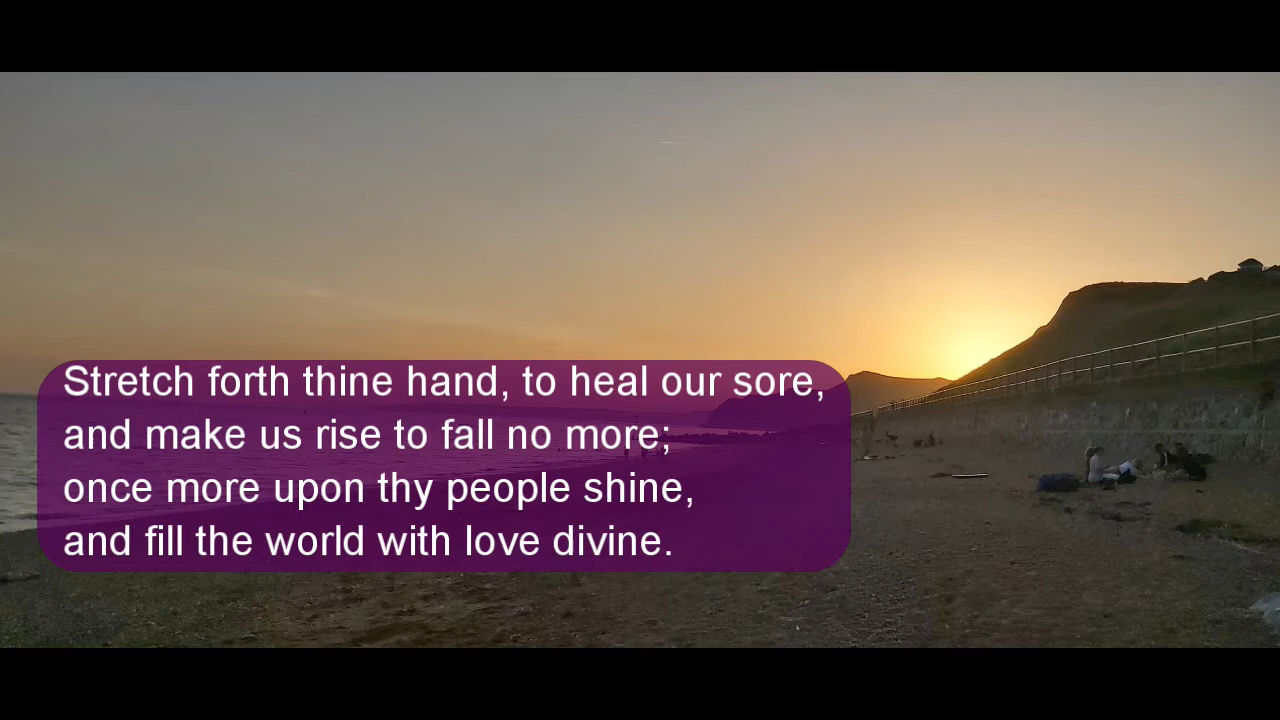 Stretch forth thine hand, to heal our sore,
and make us rise to fall no more;
once more upon thy people shine,
and fill the world with love divine.